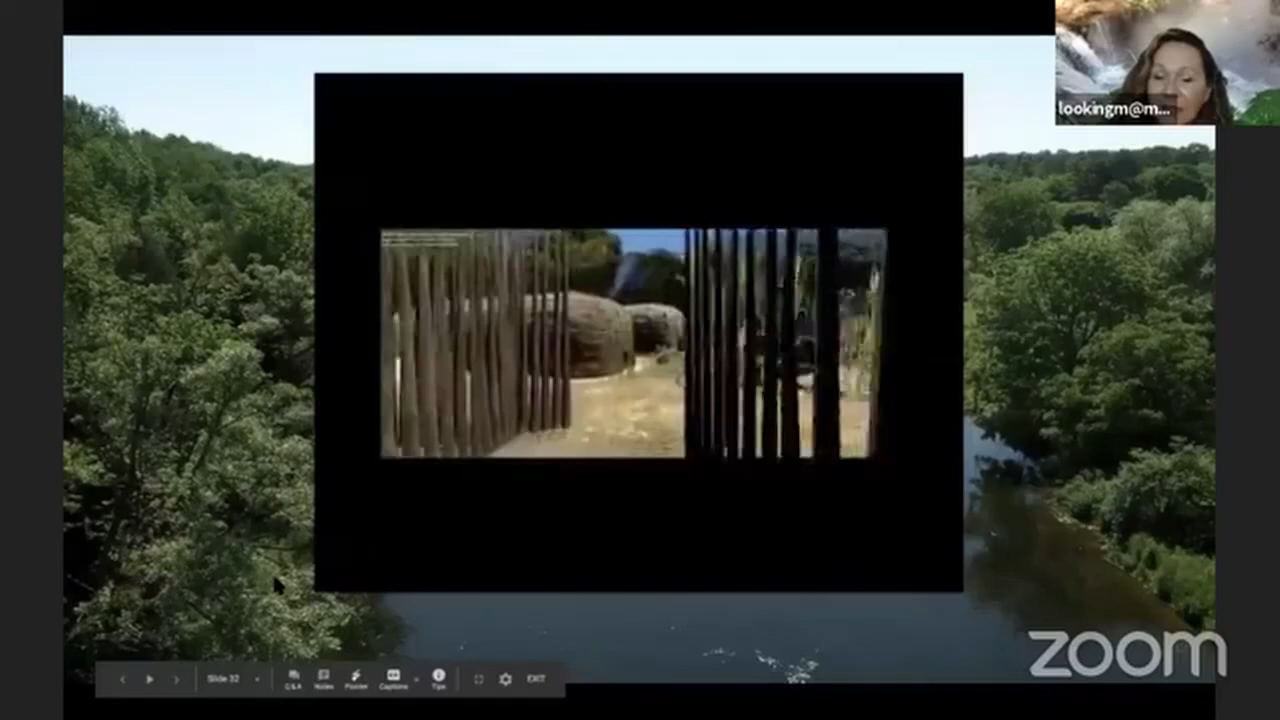 lookingm@m...
zoom
Slide 32
Q&A
Notes
Pointer
Captions
Tips
EXIT